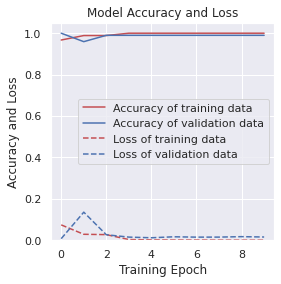 Model Accuracy and Loss
Accuracy and Loss
1.0
0.8
0.6
0.4
0.2
0.0
Accuracy of training data
Accuracy of validation data
Loss of training data
Loss of validation data
0 2 4 6 8
Training Epoch